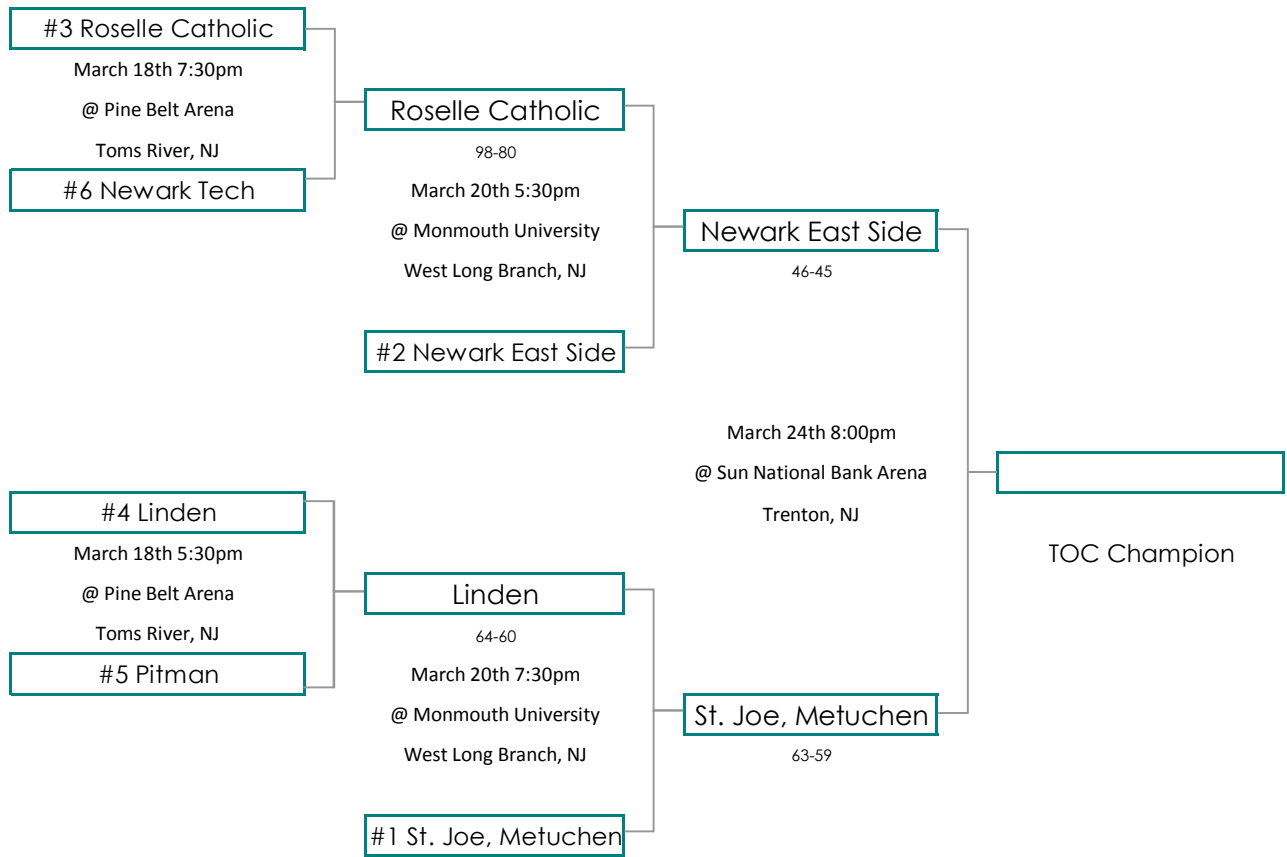 #3 Roselle Catholic
March 18th 7:30pm
@ Pine Belt Arena
Toms River, NJ
#6 Newark Tech
Roselle Catholic
98-80
March 20th 5:30pm
@ Monmouth University
West Long Branch, NJ
#2 Newark East Side
Newark East Side
46-45
March 24th 8:00pm
@ Sun National Bank Arena
Trenton, NJ
TOC Champion
#4 Linden
March 18th 5:30pm
@ Pine Belt Arena
Toms River, NJ
#5 Pitman
Linden
64-60
March 20th 7:30pm
@ Monmouth University
West Long Branch, NJ
#1 St. Joe, Metuchen
St. Joe, Metuchen
63-59